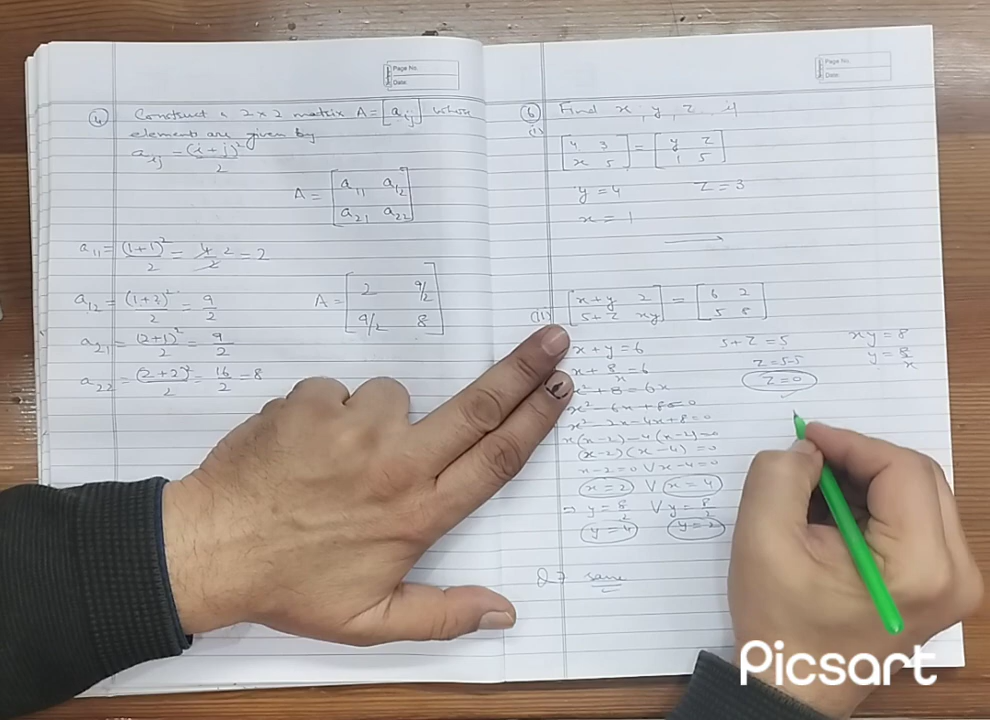 Page No.
Date:
④ Construct a 2×2 matrix A = [aij] whose
elements are given by
aij = (i+j)²/2
A = [a11 a12
a21 a22]
a11 = (1+1)²/2 = 4/2 2 = 2
a12 = (1+2)²/2 = 9/2
A = [2 9/2
9/2 8]
a21 = (2+1)²/2 = 9/2
a22 = (2+2)²/2 = 16/2 = 8
Page No.
Date:
⑥ Find x, y, z if
(i)
[4 3
x 5] = [y z
1 5]
y = 4 z = 3
x = 1
(ii) [x+y 2
5+z xy] = [6 2
5 8]
x + y = 6
x + 8/x = 6
x² + 8 = 6x
x² - 6x + 8 = 0
x² - 2x - 4x + 8 = 0
x(x-2) - 4(x-2) = 0
(x-2)(x-4) = 0
x-2 = 0 V x-4 = 0
x = 2 V x = 4
⇒ y = 8/2 V y = 8/2
y = 4 y = 2
5 + z = 5
z = 5-5
z = 0
xy = 8
y = 8/x
Q7 same
Picsart